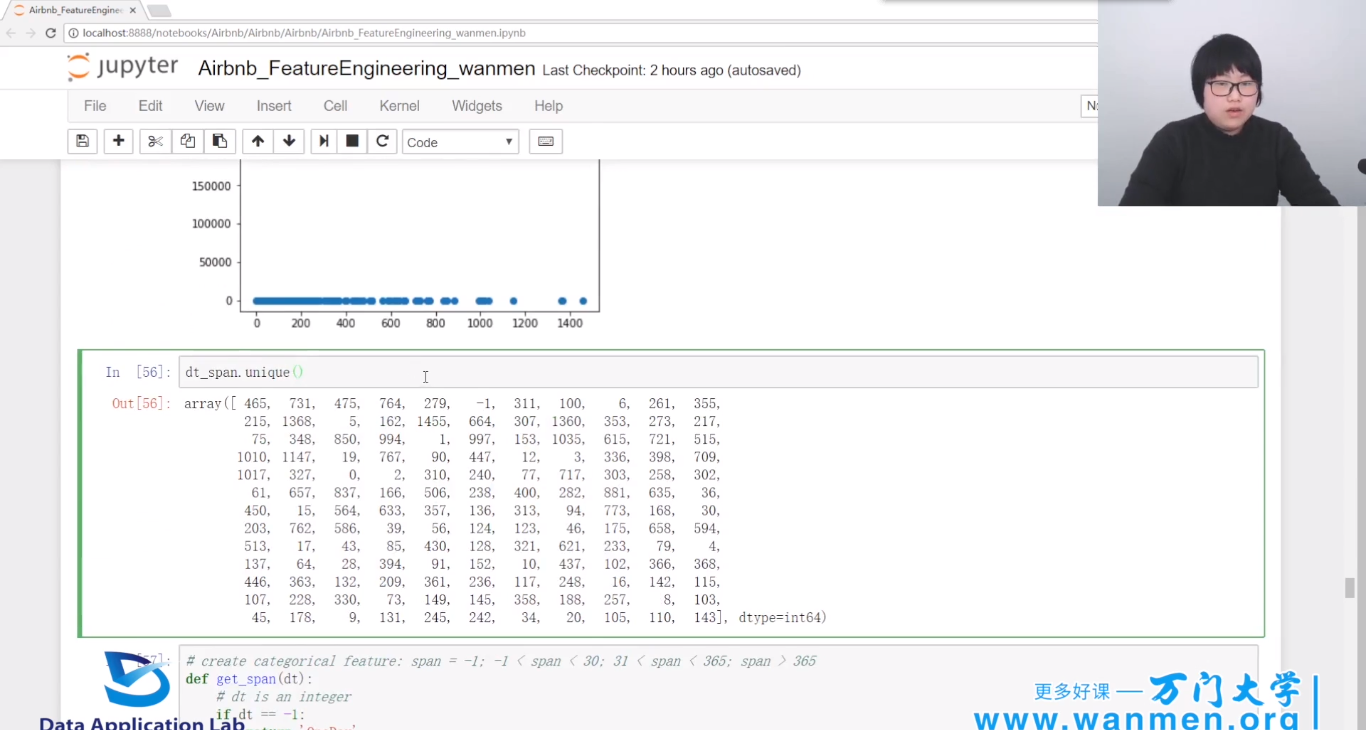 Airbnb_FeatureEnginee
localhost:8888/notebooks/Airbnb/Airbnb/Airbnb/Airbnb_FeatureEngineering_wanmen.ipynb
jupyter Airbnb_FeatureEngineering_wanmen Last Checkpoint: 2 hours ago (autosaved)
File Edit View Insert Cell Kernel Widgets Help
Code
150000
100000
50000
0
0 200 400 600 800 1000 1200 1400
In [56]: dt_span.unique()
Out[56]: array([ 465, 731, 475, 764, 279, -1, 311, 100, 6, 261, 355,
215, 1368, 5, 162, 1455, 664, 307, 1360, 353, 273, 217,
75, 348, 850, 994, 1, 997, 153, 1035, 615, 721, 515,
1010, 1147, 19, 767, 90, 447, 12, 3, 336, 398, 709,
1017, 327, 0, 2, 310, 240, 77, 717, 303, 258, 302,
61, 657, 837, 166, 506, 238, 400, 282, 881, 635, 36,
450, 15, 564, 633, 357, 136, 313, 94, 773, 168, 30,
203, 762, 586, 39, 56, 124, 123, 46, 175, 658, 594,
513, 17, 43, 85, 430, 128, 321, 621, 233, 79, 4,
137, 64, 28, 394, 91, 152, 10, 437, 102, 366, 368,
446, 363, 132, 209, 361, 236, 117, 248, 16, 142, 115,
107, 228, 330, 73, 149, 145, 358, 188, 257, 8, 103,
45, 178, 9, 131, 245, 242, 34, 20, 105, 110, 143], dtype=int64)
# create categorical feature: span = -1; -1 < span < 30; 31 < span < 365; span > 365
def get_span(dt):
# dt is an integer
if dt == -1:
Data Application Lab
更多好课 — 万门大学
www.wanmen.org